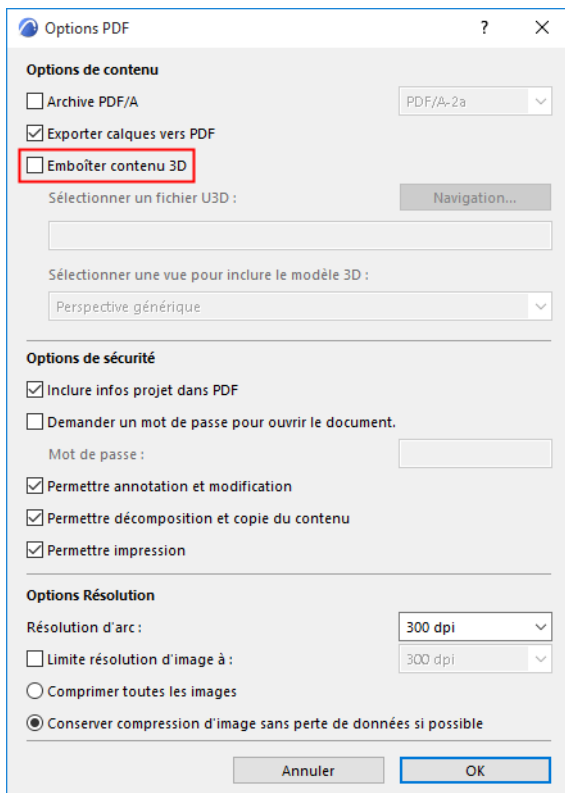 Options PDF
Options de contenu
Archive PDF/A PDF/A-2a
Exporter calques vers PDF
Emboîter contenu 3D
Sélectionner un fichier U3D : Navigation...
Sélectionner une vue pour inclure le modèle 3D :
Perspective générique
Options de sécurité
Inclure infos projet dans PDF
Demander un mot de passe pour ouvrir le document.
Mot de passe :
Permettre annotation et modification
Permettre décomposition et copie du contenu
Permettre impression
Options Résolution
Résolution d'arc : 300 dpi
Limite résolution d'image à : 300 dpi
Comprimer toutes les images
Conserver compression d'image sans perte de données si possible
Annuler OK